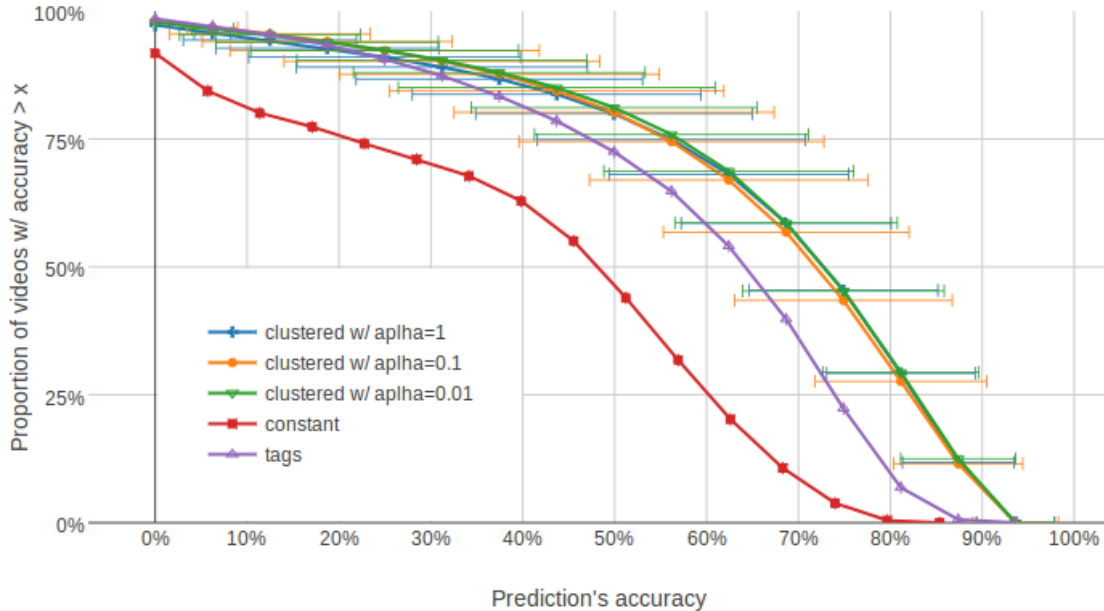 100%
75%
50%
25%
0%
Proportion of videos w/ accuracy > x
clustered w/ aplha=1
clustered w/ aplha=0.1
clustered w/ aplha=0.01
constant
tags
0% 10% 20% 30% 40% 50% 60% 70% 80% 90% 100%
Prediction's accuracy